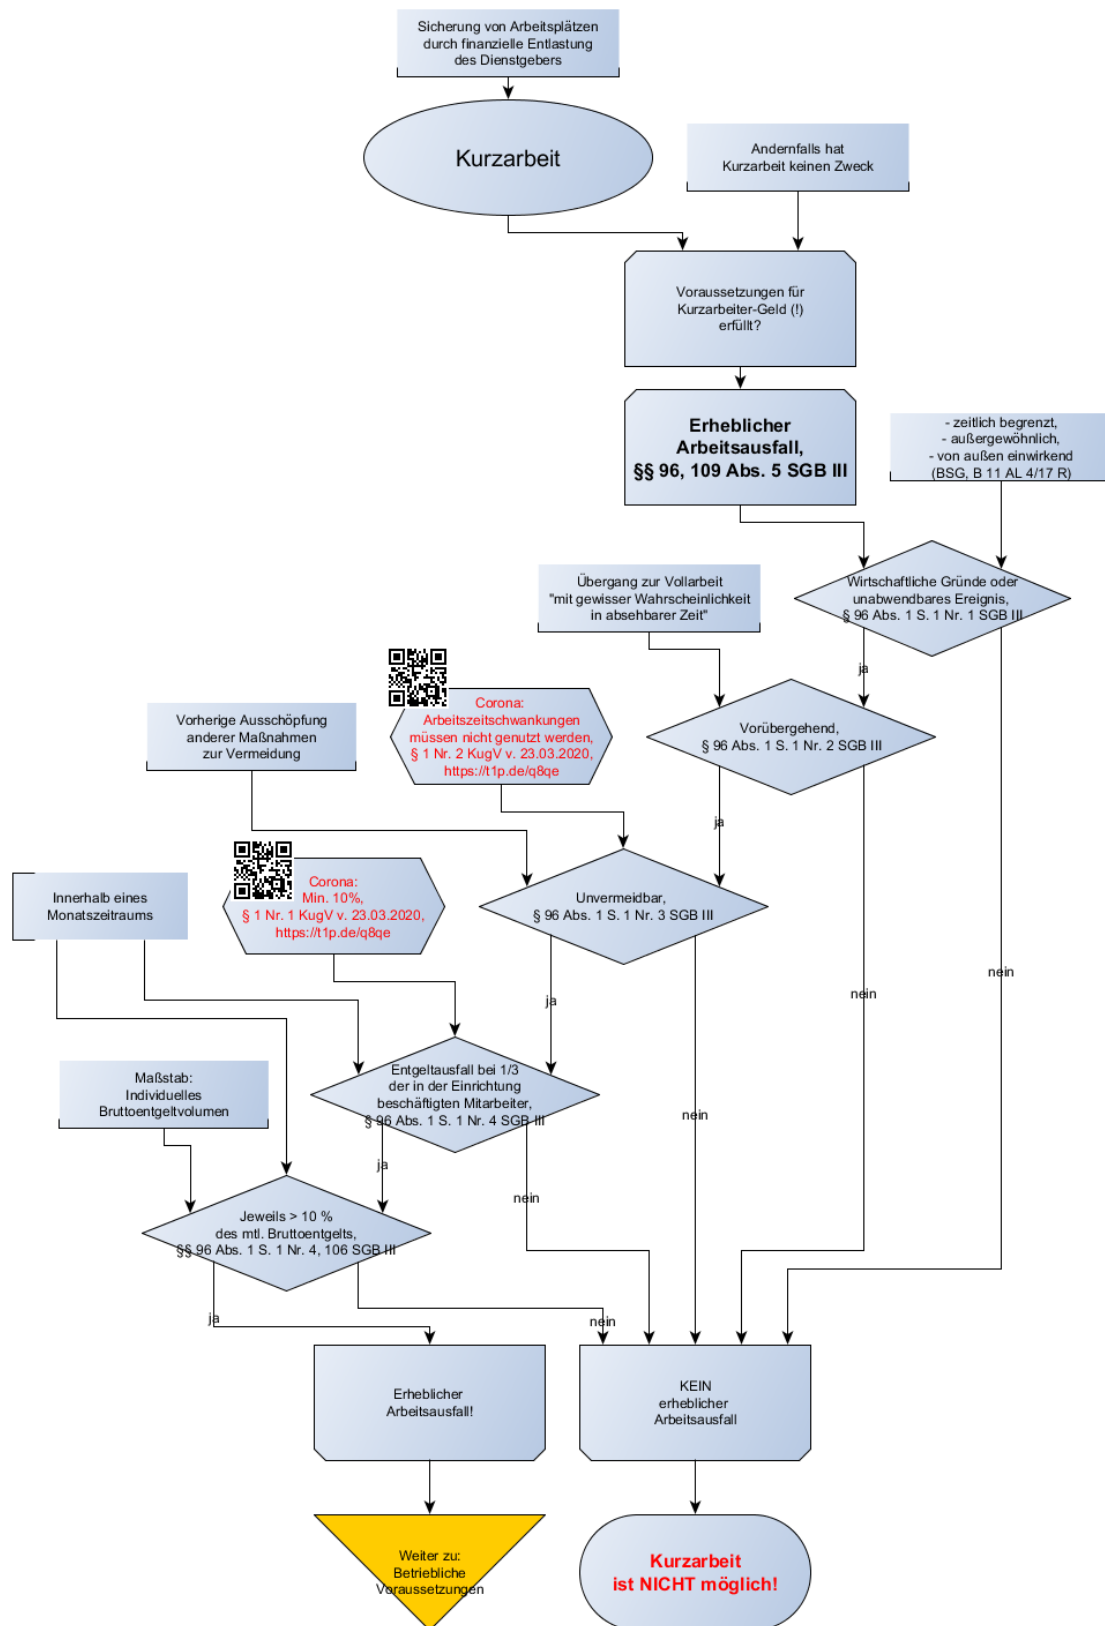 Sicherung von Arbeitsplätzen
durch finanzielle Entlastung
des Dienstgebers
Kurzarbeit
Andernfalls hat
Kurzarbeit keinen Zweck
Voraussetzungen für
Kurzarbeiter-Geld (!)
erfüllt?
Erheblicher
Arbeitsausfall,
§§ 96, 109 Abs. 5 SGB III
- zeitlich begrenzt,
- außergewöhnlich,
- von außen einwirkend
(BSG, B 11 AL 4/17 R)
Wirtschaftliche Gründe oder
unabwendbares Ereignis,
§ 96 Abs. 1 S. 1 Nr. 1 SGB III
Übergang zur Vollarbeit
"mit gewisser Wahrscheinlichkeit
in absehbarer Zeit"
ja
Vorübergehend,
§ 96 Abs. 1 S. 1 Nr. 2 SGB III
Corona:
Arbeitszeitschwankungen
müssen nicht genutzt werden,
§ 1 Nr. 2 KugV v. 23.03.2020,
https://t1p.de/q8qe
Vorherige Ausschöpfung
anderer Maßnahmen
zur Vermeidung
ja
Unvermeidbar,
§ 96 Abs. 1 S. 1 Nr. 3 SGB III
Corona:
Min. 10%,
§ 1 Nr. 1 KugV v. 23.03.2020,
https://t1p.de/q8qe
Innerhalb eines
Monatszeitraums
nein
nein
ja
Entgeltausfall bei 1/3
der in der Einrichtung
beschäftigten Mitarbeiter,
§ 96 Abs. 1 S. 1 Nr. 4 SGB III
Maßstab:
Individuelles
Bruttoentgeltvolumen
nein
ja
nein
Jeweils > 10 %
des mtl. Bruttoentgelts,
§§ 96 Abs. 1 S. 1 Nr. 4, 106 SGB III
ja
nein
Erheblicher
Arbeitsausfall!
KEIN
erheblicher
Arbeitsausfall
Weiter zu:
Betriebliche
Voraussetzungen
Kurzarbeit
ist NICHT möglich!